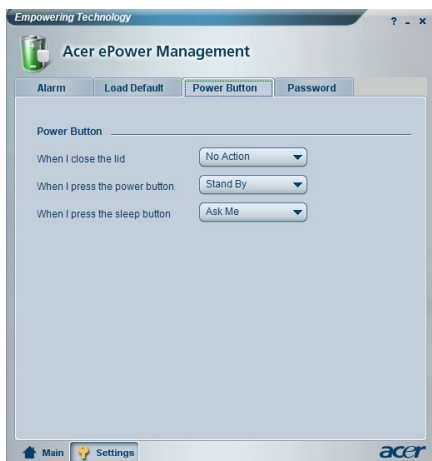 Empowering Technology
? - x
Acer ePower Management
Alarm Load Default Power Button Password
Power Button
When I close the lid No Action
When I press the power button Stand By
When I press the sleep button Ask Me
Main Settings acer